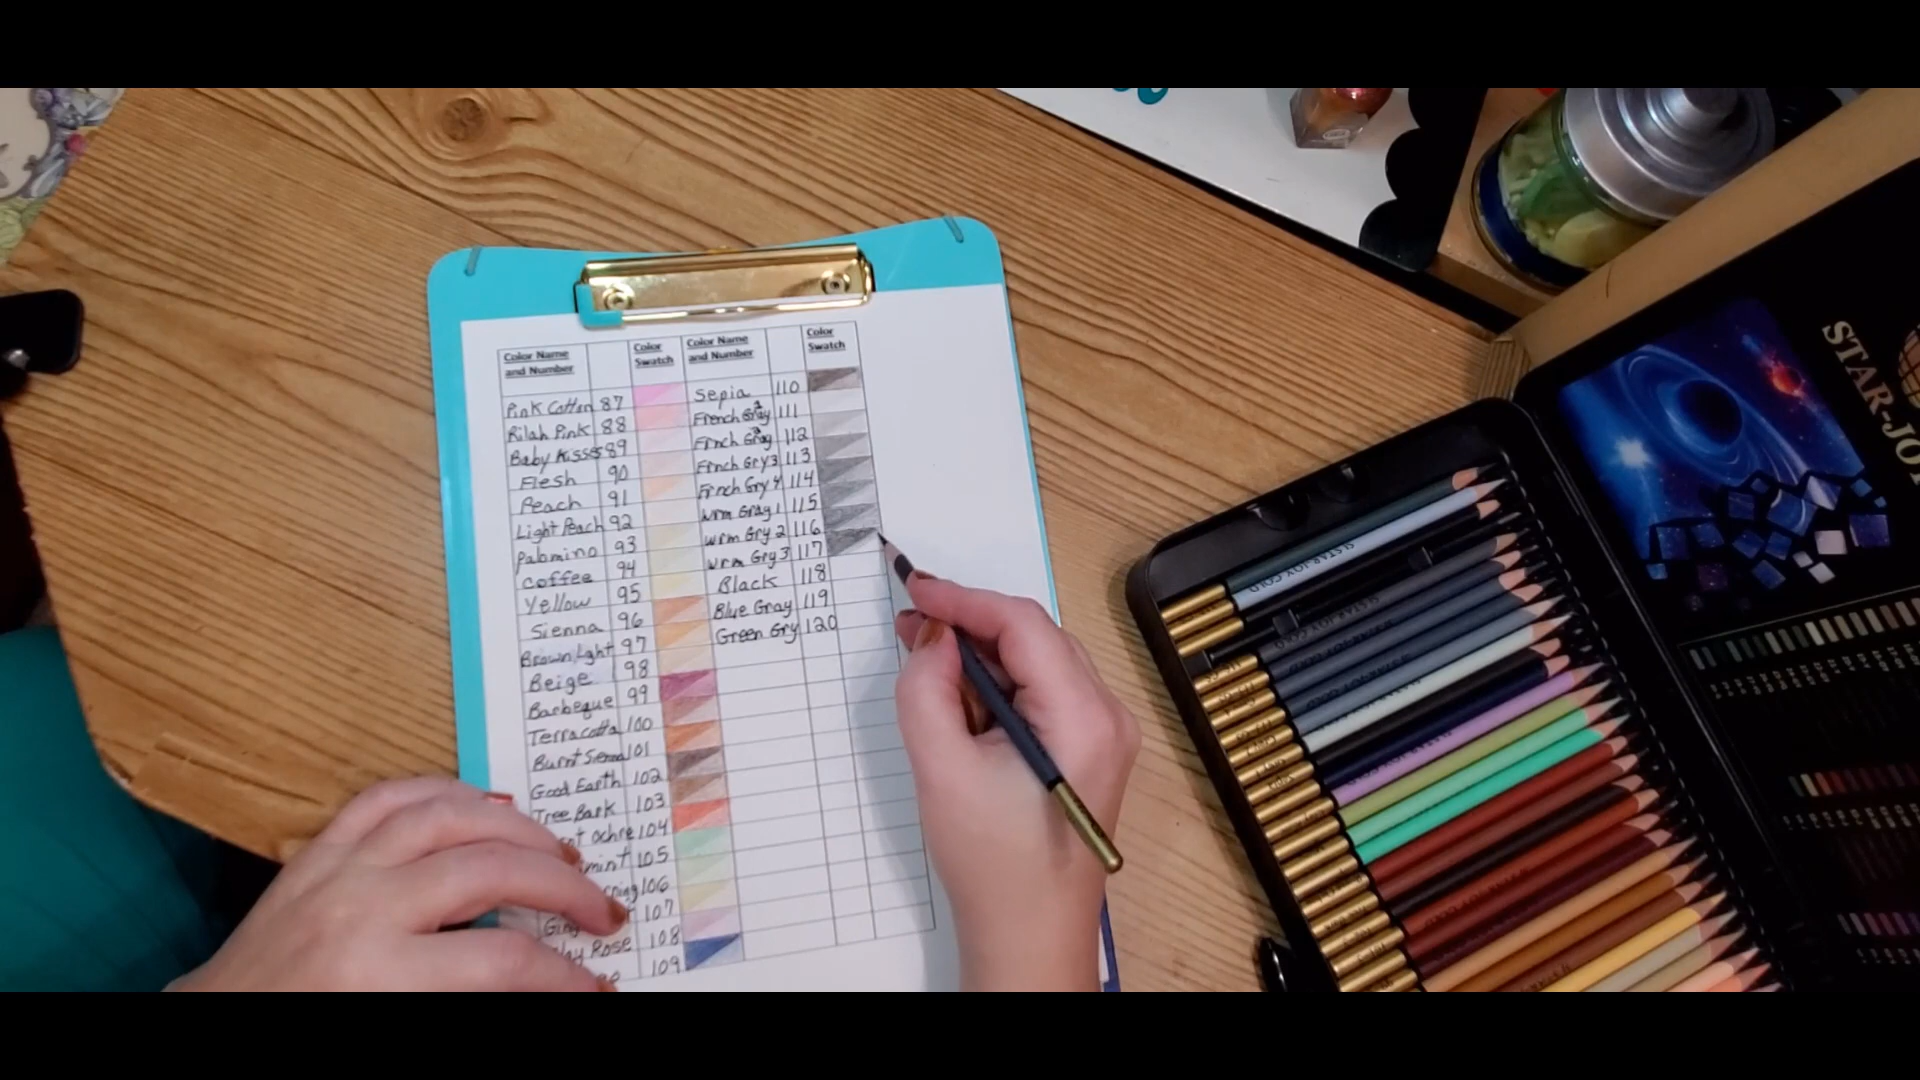 Color Name
and Number
Color
Swatch
Color Name
and Number
Color
Swatch
Pink Cotton 87
Rilah Pink 88
Baby Kisses 89
Flesh 90
Peach 91
Light Peach 92
Palomino 93
Coffee 94
Yellow 95
Sienna 96
Brown Lght 97
Beige 98
Barbeque 99
Terracotta 100
Burnt Sienna 101
Good Earth 102
Tree Bark 103
Ochre 104
105
106
107
Rose 108
109
Sepia 110
French Gray 1 111
Frnch Gray 2 112
Frnch Gry 3 113
Frnch Gry 4 114
Wrm Gray 1 115
Wrm Gry 2 116
Wrm Gry 3 117
Black 118
Blue Gray 119
Green Gry 120
STAR-JOY